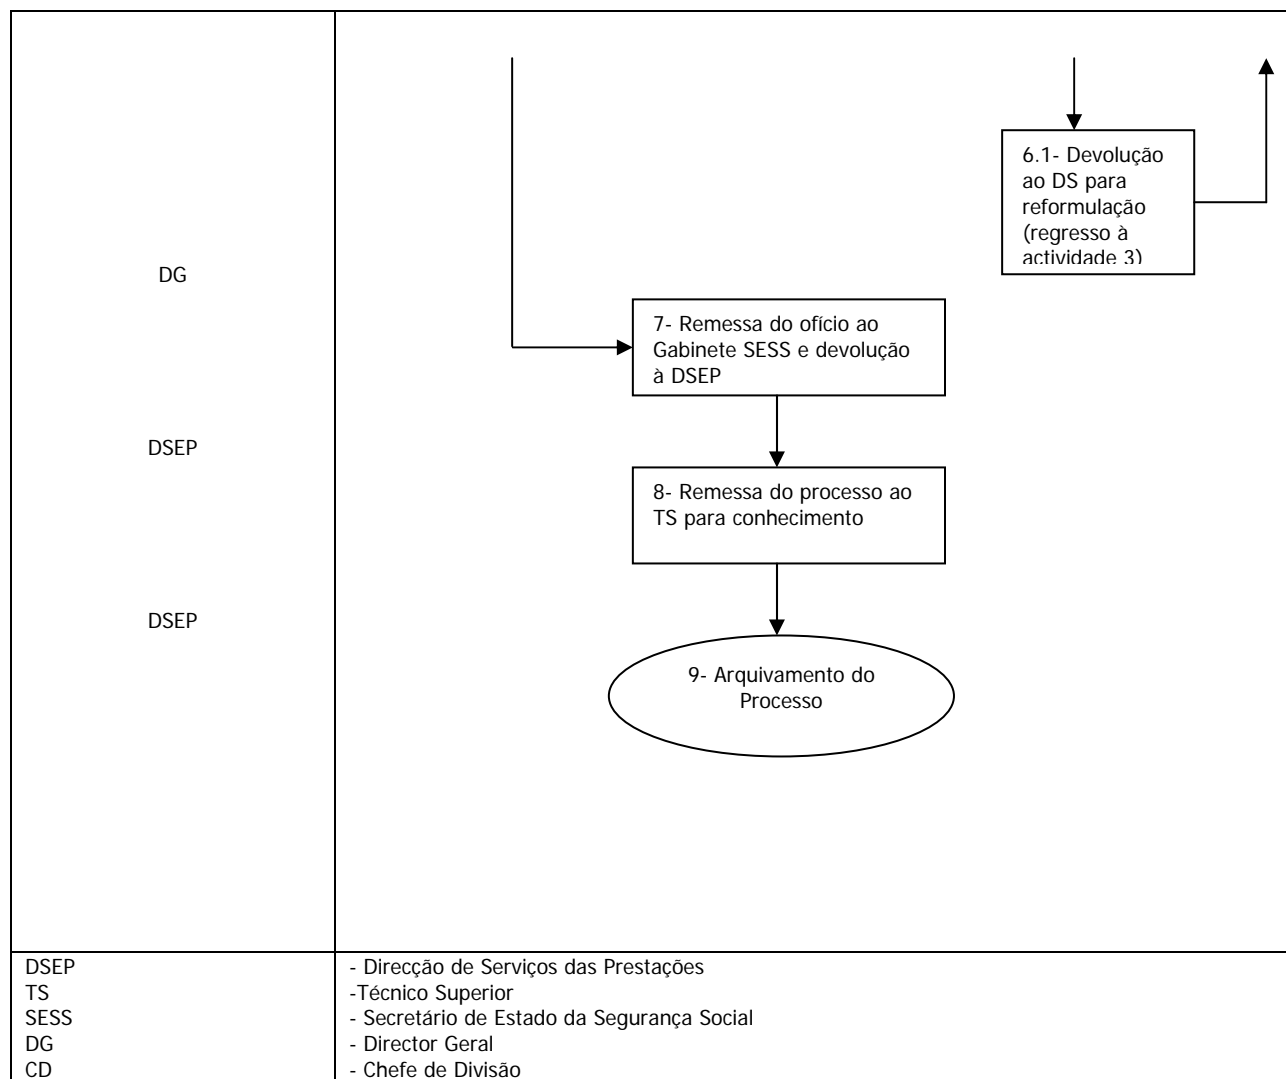 6.1- Devolução
ao DS para
reformulação
(regresso à
actividade 3)
DG
7- Remessa do ofício ao
Gabinete SESS e devolução
à DSEP
DSEP
8- Remessa do processo ao
TS para conhecimento
DSEP
9- Arquivamento do
Processo
DSEP - Direcção de Serviços das Prestações
TS -Técnico Superior
SESS - Secretário de Estado da Segurança Social
DG - Director Geral
CD - Chefe de Divisão